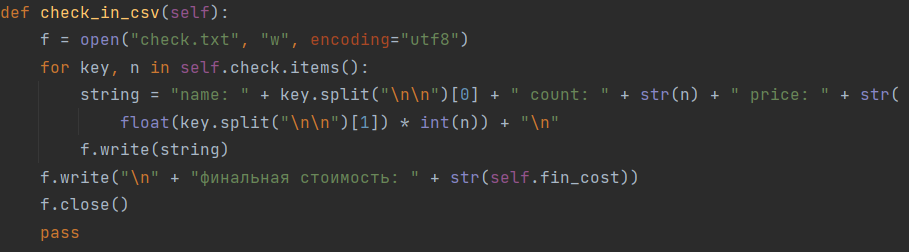 def check_in_csv(self):
    f = open("check.txt", "w", encoding="utf8")
    for key, n in self.check.items():
        string = "name: " + key.split("\n\n")[0] + " count: " + str(n) + " price: " + str(
            float(key.split("\n\n")[1]) * int(n)) + "\n"
        f.write(string)
    f.write("\n" + "финальная стоимость: " + str(self.fin_cost))
    f.close()
    pass